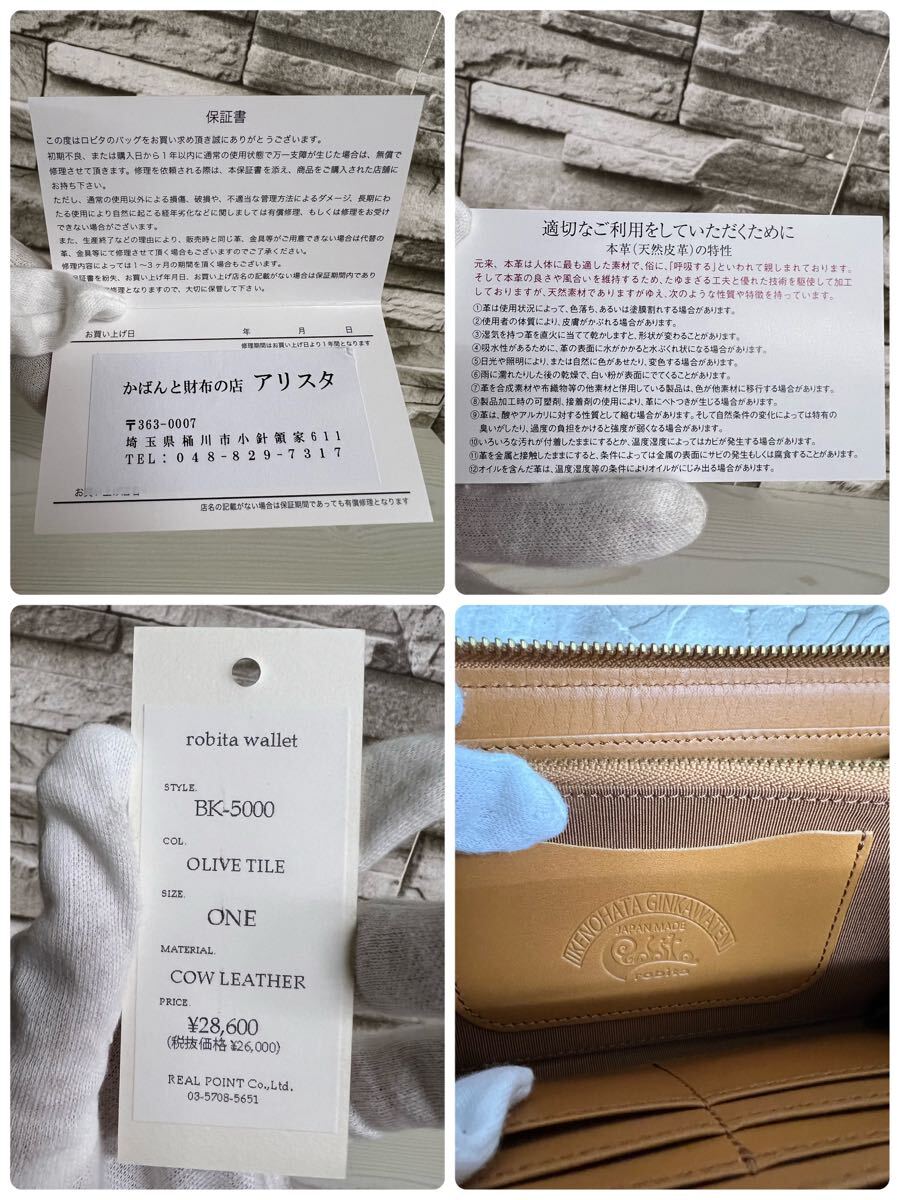 保証書
この度はロビタのバッグをお買い求め頂き誠にありがとうございます。
初期不良、または購入日から1年以内に通常の使用状態で万一支障が生じた場合は、無償で
修理させて頂きます。修理を依頼される際は、本保証書を添え、商品をご購入された店舗に
お持ち下さい。
ただし、通常の使用以外による損傷、破損や、不適当な管理方法によるダメージ、長期にわ
たる使用により自然に起こる経年劣化などに関しましては有償修理、もしくは修理をお受け
できない場合がございます。
また、生産終了などの理由により、販売時と同じ革、金具等がご用意できない場合は代替の
革、金具等にて修理させて頂く場合もございますのでご了承ください。
修理内容によっては1〜3ヶ月の期間を頂く場合もございます。
証書を紛失、お買い上げ年月日、お買い上げ店名の記載がない場合は保証期間内であり
修理となりますので、大切に保管して下さい。
お買い上げ日 年 月 日
修理期間はお買い上げ日より1年間となります
かばんと財布の店 アリスタ
〒363-0007
埼玉県桶川市小針領家611
TEL:048-829-7317
店名の記載がない場合は保証期間であっても有償修理となります
適切なご利用をしていただくために
本革(天然皮革)の特性
元来、本革は人体に最も適した素材で、俗に、「呼吸する」といわれて親しまれております。
そして本革の良さや風合いを維持するため、たゆまざる工夫と優れた技術を駆使して加工
しておりますが、天然素材でありますがゆえ、次のような性質や特徴を持っています。
①革は使用状況によって、色落ち、あるいは塗膜割れする場合があります。
②使用者の体質により、皮膚がかぶれる場合があります。
③湿気を持つ革を直火に当てて乾かしますと、形状が変わることがあります。
④吸水性があるために、革の表面に水がかかると水ぶくれ状になる場合があります。
⑤日光や照明により、または自然に色があせたり、変色する場合があります。
⑥雨に濡れたりした後の乾燥で、白い粉が表面にでてくることがあります。
⑦革を合成素材や布織物等の他素材と併用している製品は、色が他素材に移行する場合があります。
⑧製品加工時の可塑剤、接着剤の使用により、革にべトつきが生じる場合があります。
⑨革は、酸やアルカリに対する性質として縮む場合があります。そして自然条件の変化によっては特有の
臭いがしたり、過度の負担をかけると強度が弱くなる場合があります。
⑩いろいろな汚れが付着したままにするとか、温度湿度によってはカビが発生する場合があります。
⑪革を金属と接触したままにすると、条件によっては金属の表面にサビの発生もしくは腐食することがあります。
⑫オイルを含んだ革は、温度湿度等の条件によりオイルがにじみ出る場合があります。
robita wallet
STYLE.
BK-5000
COL.
OLIVE TILE
SIZE.
ONE
MATERIAL.
COW LEATHER
PRICE.
¥28,600
(税抜価格 ¥26,000)
REAL POINT Co.,Ltd.
03-5708-5651
IKENOHATA GINKAWATEN
JAPAN MADE
robita